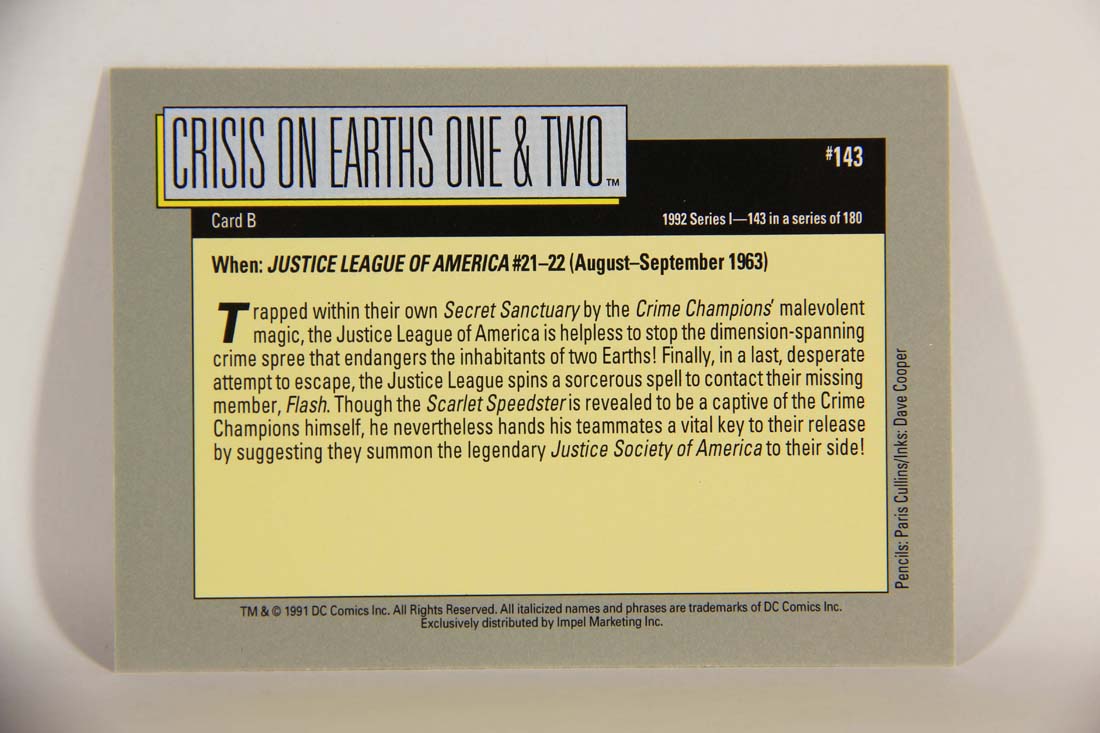 CRISIS ON EARTHS ONE & TWO™
#143
Card B
1992 Series I—143 in a series of 180
When: JUSTICE LEAGUE OF AMERICA #21–22 (August–September 1963)
Trapped within their own Secret Sanctuary by the Crime Champions' malevolent
magic, the Justice League of America is helpless to stop the dimension-spanning
crime spree that endangers the inhabitants of two Earths! Finally, in a last, desperate
attempt to escape, the Justice League spins a sorcerous spell to contact their missing
member, Flash. Though the Scarlet Speedster is revealed to be a captive of the Crime
Champions himself, he nevertheless hands his teammates a vital key to their release
by suggesting they summon the legendary Justice Society of America to their side!
Pencils: Paris Cullins/Inks: Dave Cooper
TM & © 1991 DC Comics Inc. All Rights Reserved. All italicized names and phrases are trademarks of DC Comics Inc.
Exclusively distributed by Impel Marketing Inc.